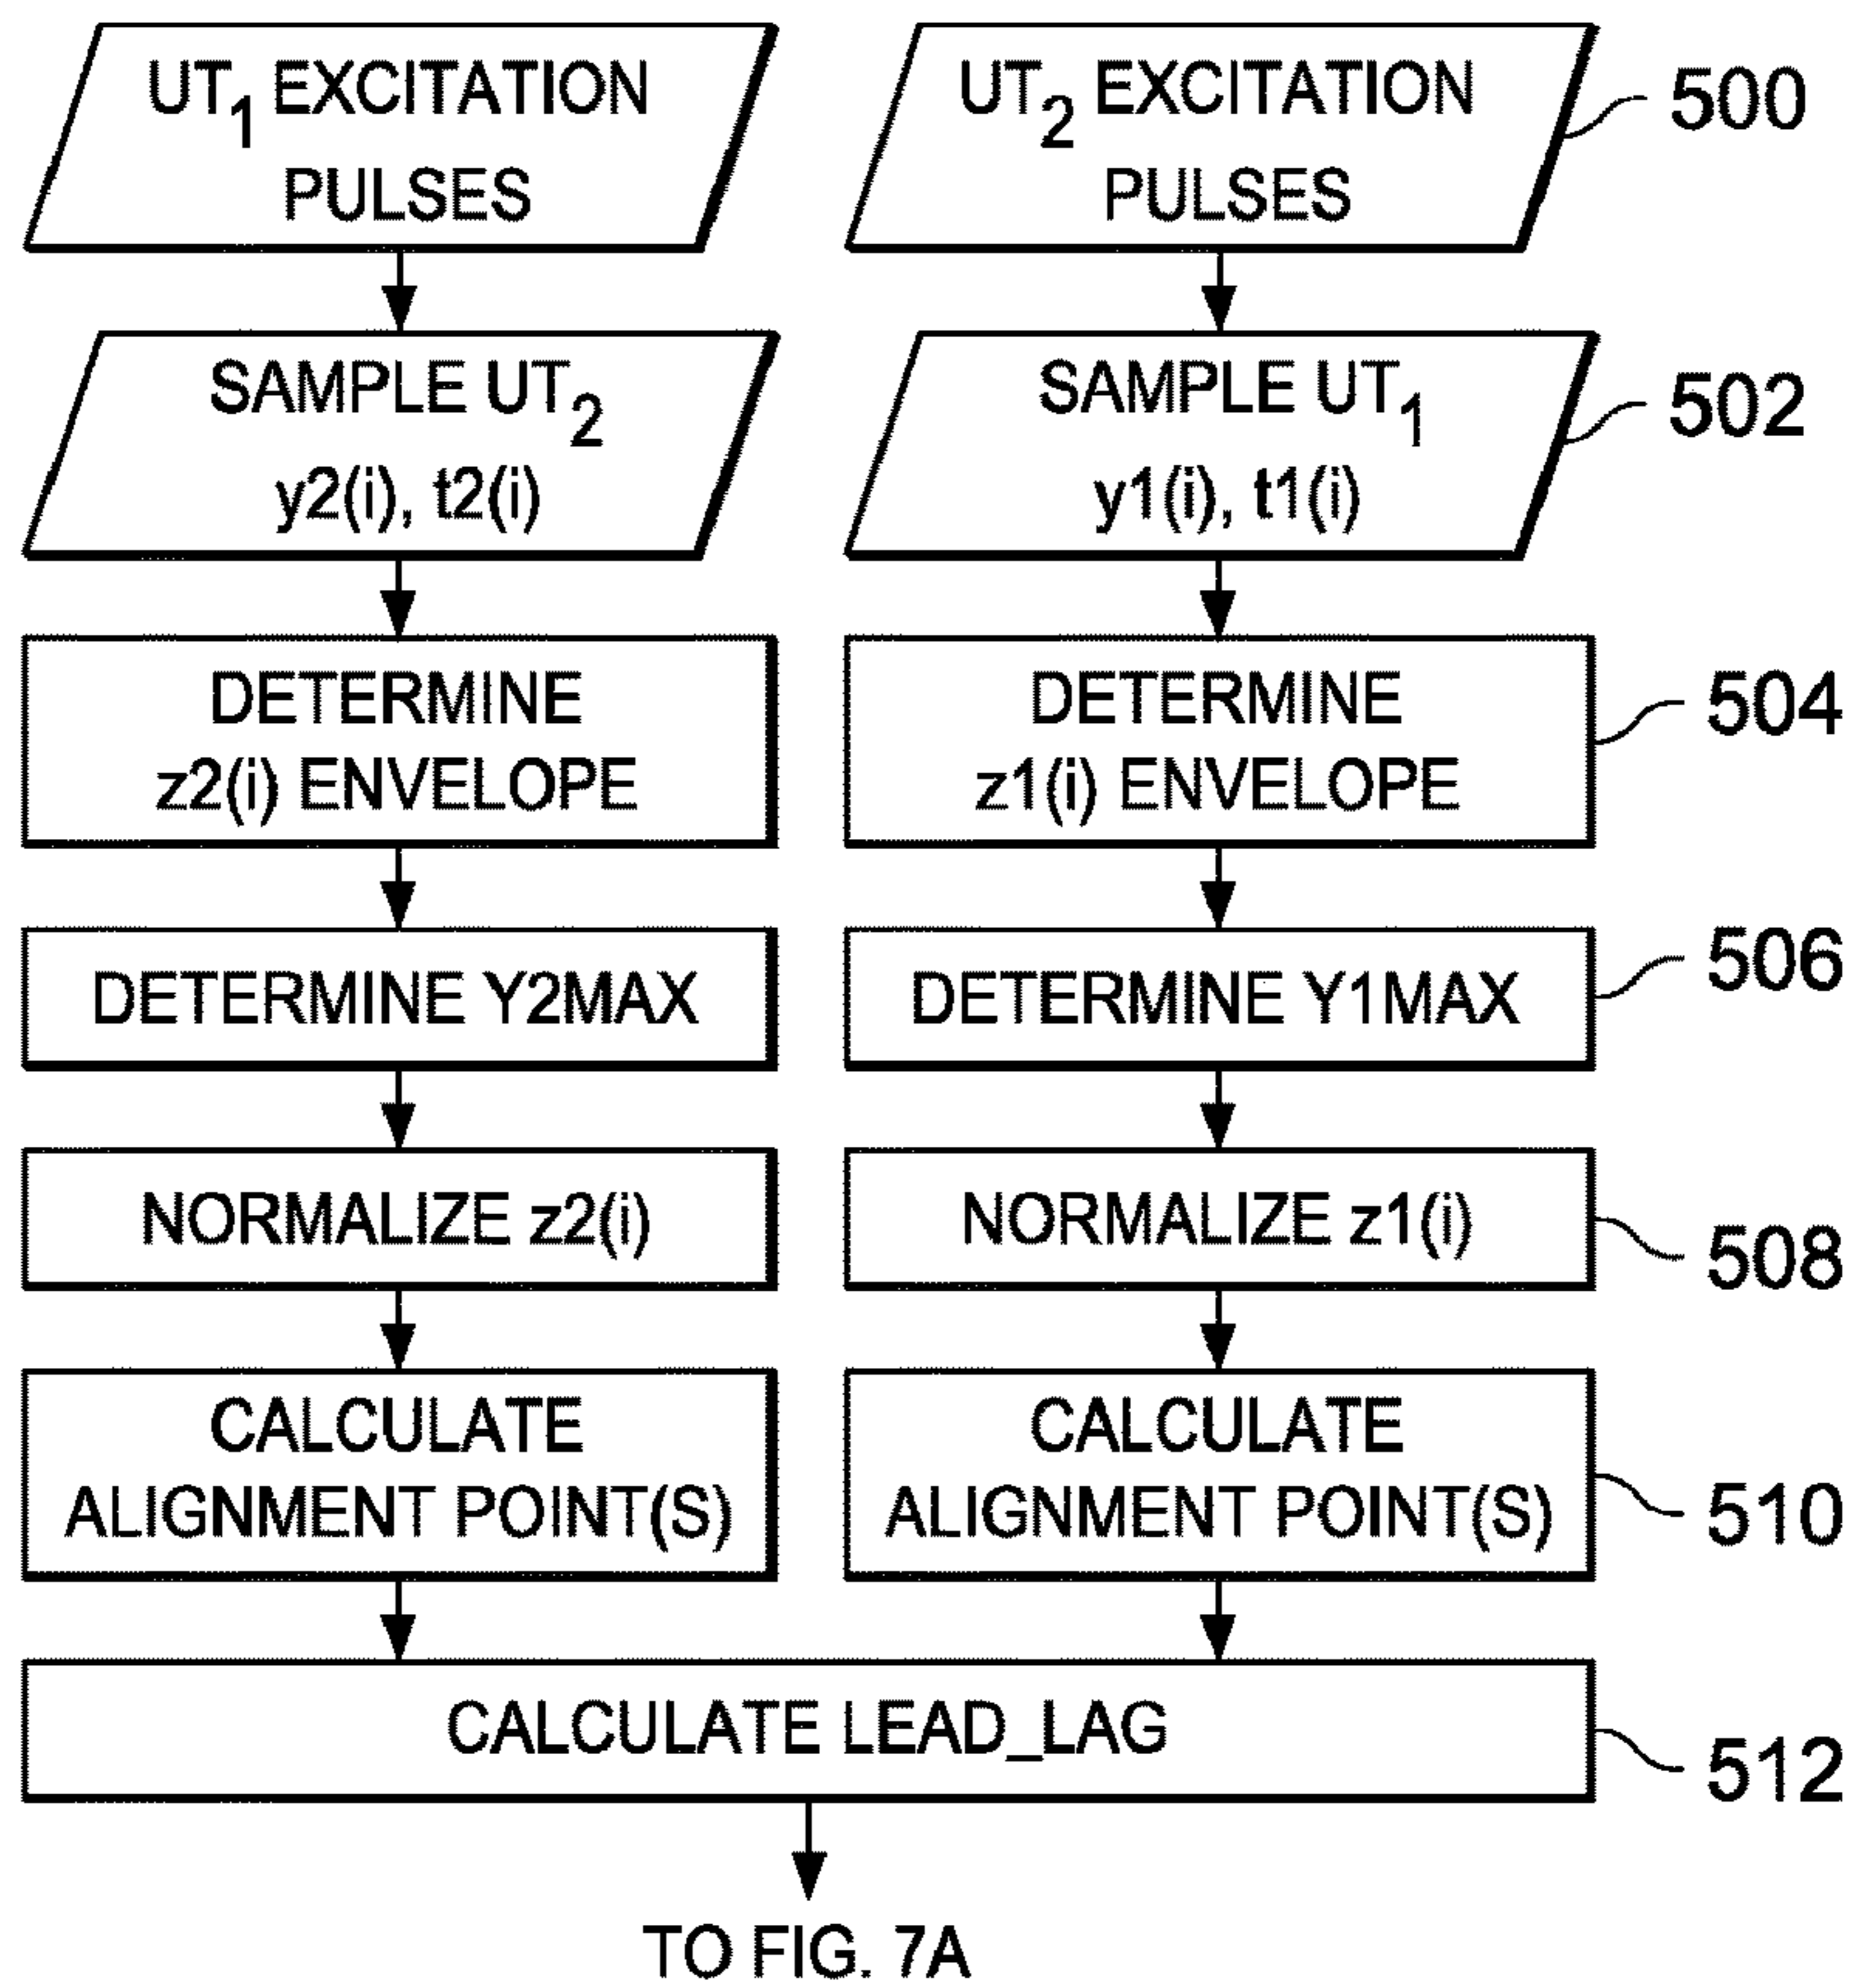 UT1 EXCITATION
PULSES
UT2 EXCITATION
PULSES
500
SAMPLE UT2
y2(i), t2(i)
SAMPLE UT1
y1(i), t1(i)
502
DETERMINE
z2(i) ENVELOPE
DETERMINE
z1(i) ENVELOPE
504
DETERMINE Y2MAX
DETERMINE Y1MAX
506
NORMALIZE z2(i)
NORMALIZE z1(i)
508
CALCULATE
ALIGNMENT POINT(S)
CALCULATE
ALIGNMENT POINT(S)
510
CALCULATE LEAD_LAG
512
TO FIG. 7A